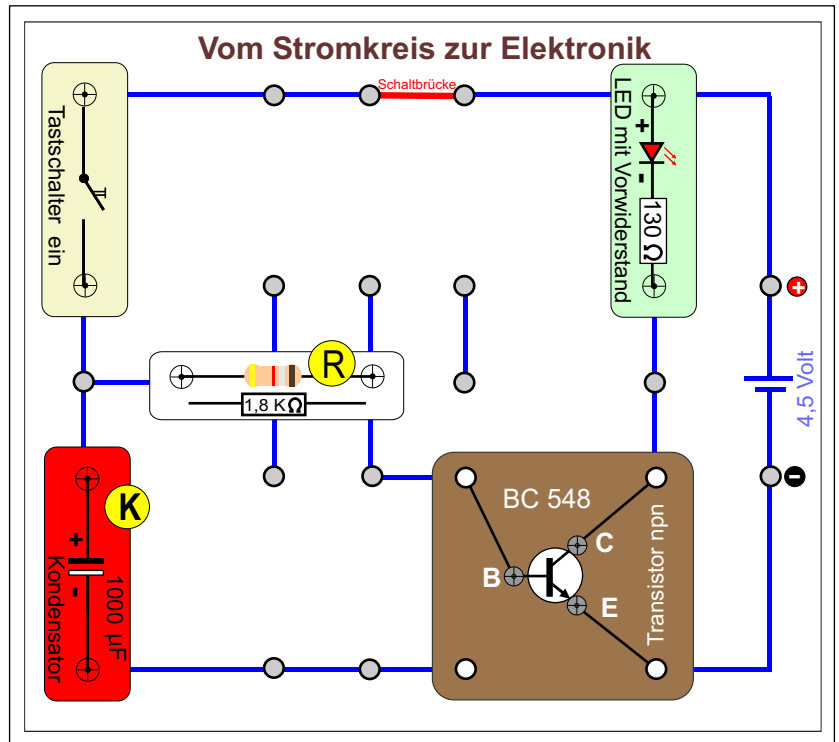 Vom Stromkreis zur Elektronik
Schaltbrücke
Tastschalter ein
+
-
LED mit Vorwiderstand
130 Ω
+
4,5 Volt
-
R
1,8 K Ω
K
+
-
Kondensator
1000 µF
BC 548
C
B
E
Transistor npn